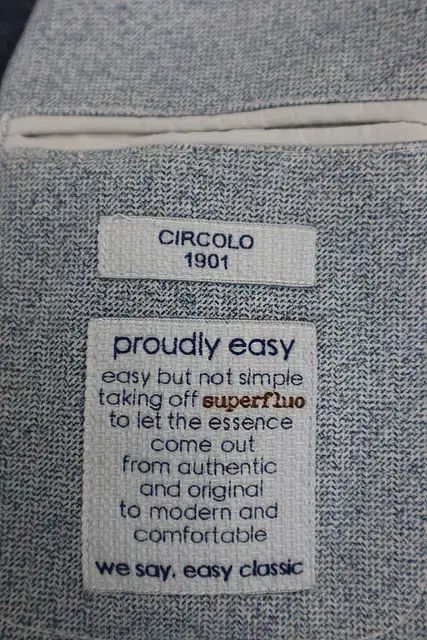 CIRCOLO
1901
proudly easy
easy but not simple
taking off superfluo
to let the essence
come out
from authentic
and original
to modern and
comfortable
we say, easy classic